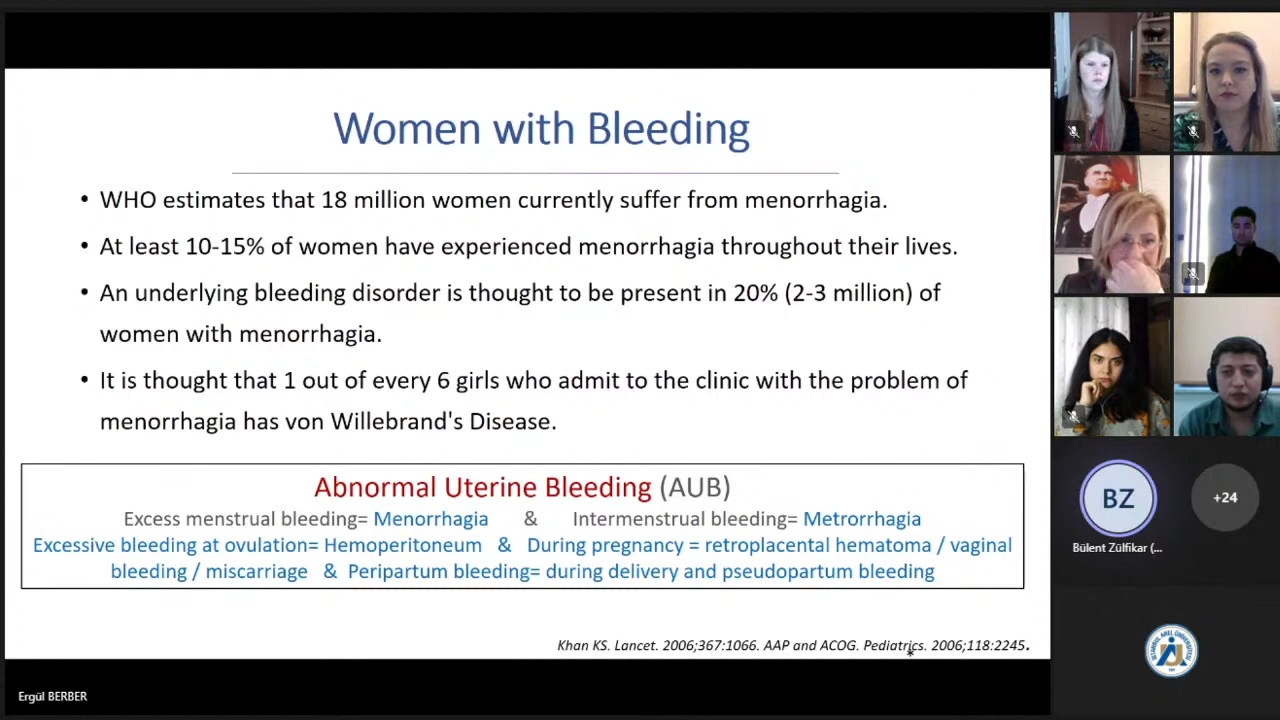 Women with Bleeding
• WHO estimates that 18 million women currently suffer from menorrhagia.
• At least 10-15% of women have experienced menorrhagia throughout their lives.
• An underlying bleeding disorder is thought to be present in 20% (2-3 million) of
women with menorrhagia.
• It is thought that 1 out of every 6 girls who admit to the clinic with the problem of
menorrhagia has von Willebrand's Disease.
Abnormal Uterine Bleeding (AUB)
Excess menstrual bleeding= Menorrhagia & Intermenstrual bleeding= Metrorrhagia
Excessive bleeding at ovulation= Hemoperitoneum & During pregnancy = retroplacental hematoma / vaginal
bleeding / miscarriage & Peripartum bleeding= during delivery and pseudopartum bleeding
Khan KS. Lancet. 2006;367:1066. AAP and ACOG. Pediatrics. 2006;118:2245.
Ergül BERBER
BZ
+24
Bülent Zülfikar (...
İSTANBUL AREL ÜNİVERSİTESİ